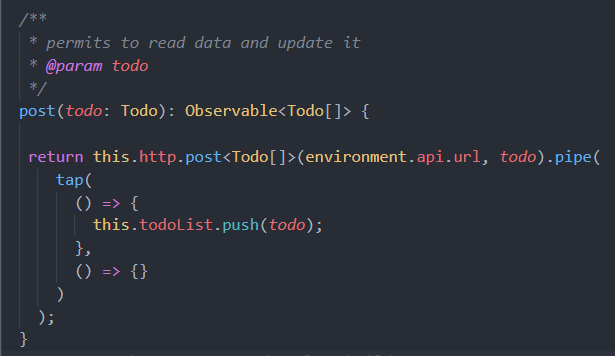 /**
 * permits to read data and update it
 * @param todo
 */
post(todo: Todo): Observable<Todo[]> {
 return this.http.post<Todo[]>(environment.api.url, todo).pipe(
    tap(
      () => {
        this.todoList.push(todo);
      },
      () => {}
    )
  );
}